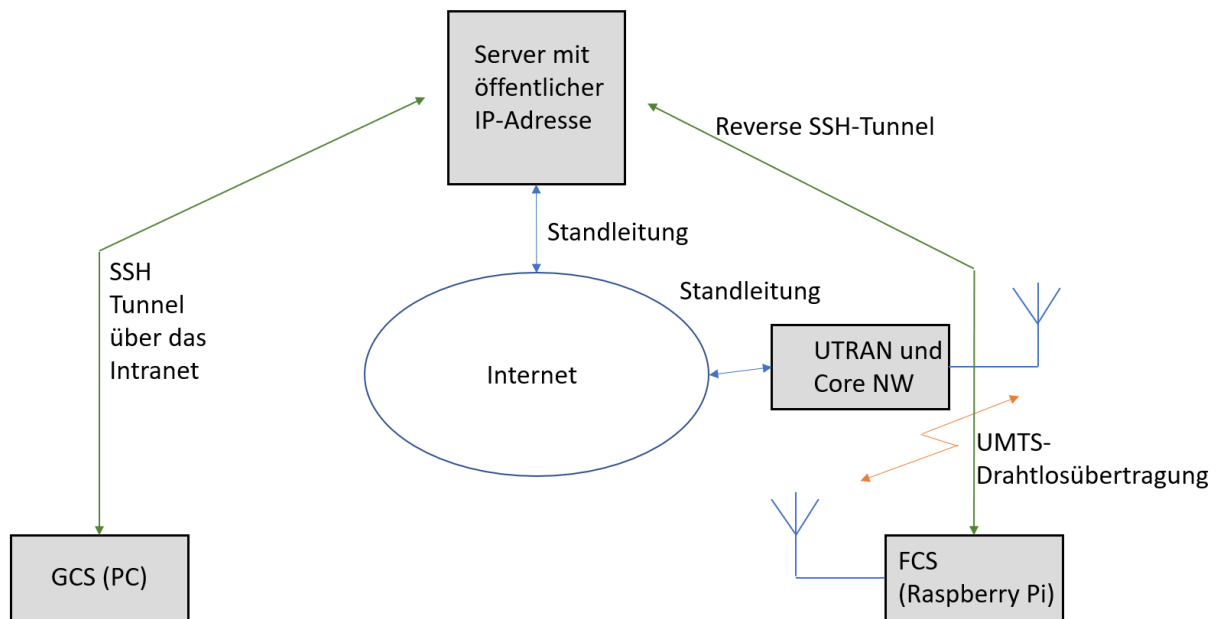 Server mit
öffentlicher
IP-Adresse
Reverse SSH-Tunnel
Standleitung
SSH
Tunnel
über das
Intranet
Standleitung
Internet
UTRAN und
Core NW
UMTS-
Drahtlosübertragung
GCS (PC)
FCS
(Raspberry Pi)